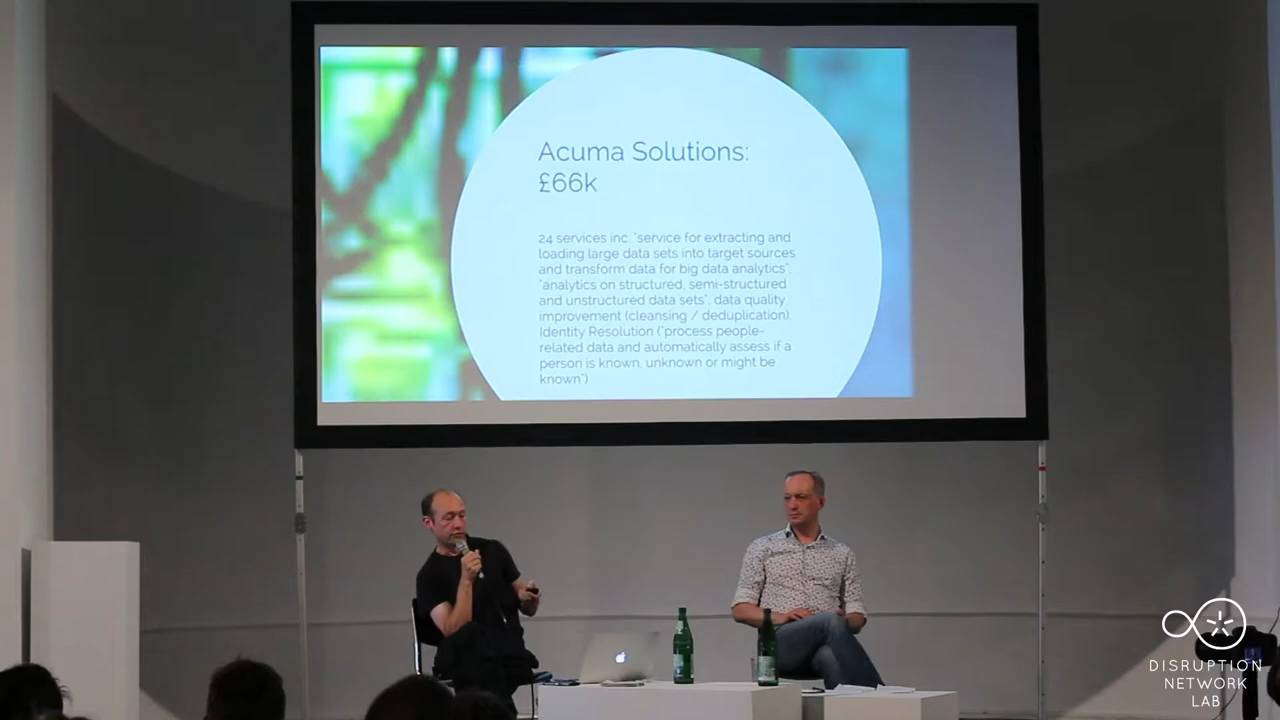 Acuma Solutions:
£66k
24 services inc. "service for extracting and
loading large data sets into target sources
and transform data for big data analytics",
"analytics on structured, semi-structured
and unstructured data sets", data quality
improvement (cleansing / deduplication),
Identity Resolution ("process people-
related data and automatically assess if a
person is known, unknown or might be
known")
DISRUPTION
NETWORK
LAB